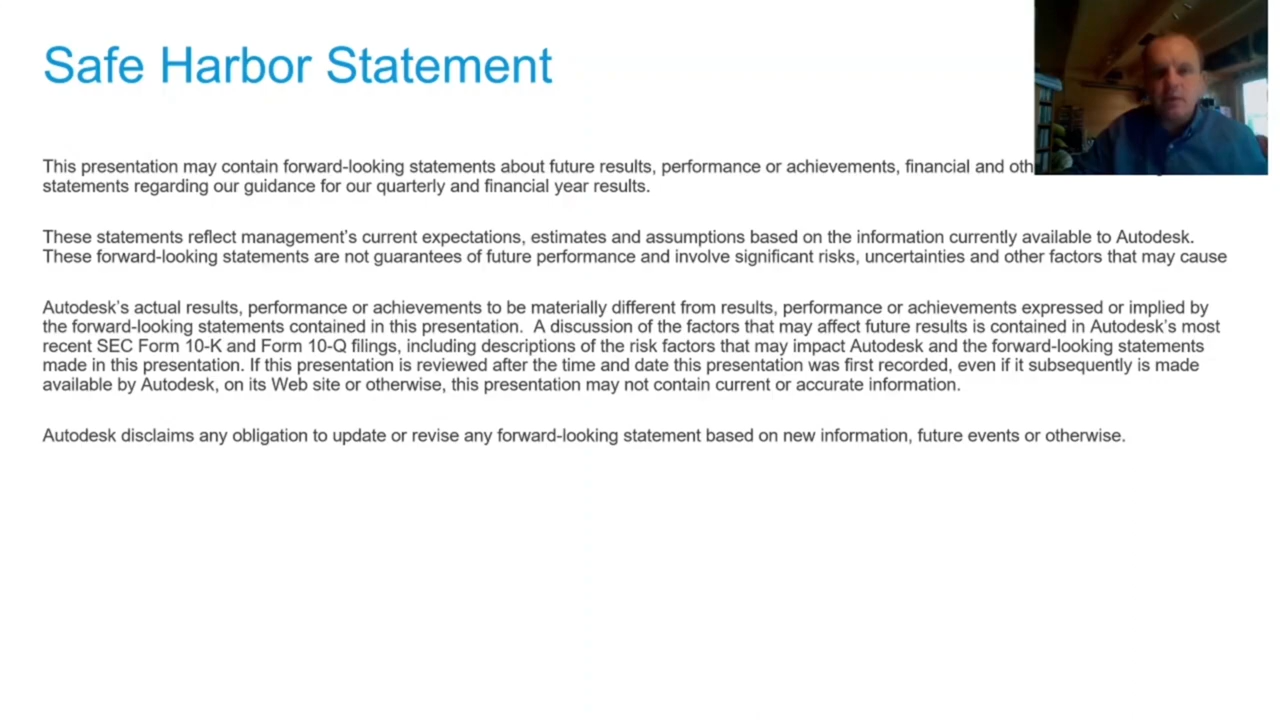 Safe Harbor Statement
This presentation may contain forward-looking statements about future results, performance or achievements, financial and
statements regarding our guidance for our quarterly and financial year results.
These statements reflect management's current expectations, estimates and assumptions based on the information currently available to Autodesk.
These forward-looking statements are not guarantees of future performance and involve significant risks, uncertainties and other factors that may cause
Autodesk's actual results, performance or achievements to be materially different from results, performance or achievements expressed or implied by
the forward-looking statements contained in this presentation.  A discussion of the factors that may affect future results is contained in Autodesk's most
recent SEC Form 10-K and Form 10-Q filings, including descriptions of the risk factors that may impact Autodesk and the forward-looking statements
made in this presentation. If this presentation is reviewed after the time and date this presentation was first recorded, even if it subsequently is made
available by Autodesk, on its Web site or otherwise, this presentation may not contain current or accurate information.
Autodesk disclaims any obligation to update or revise any forward-looking statement based on new information, future events or otherwise.